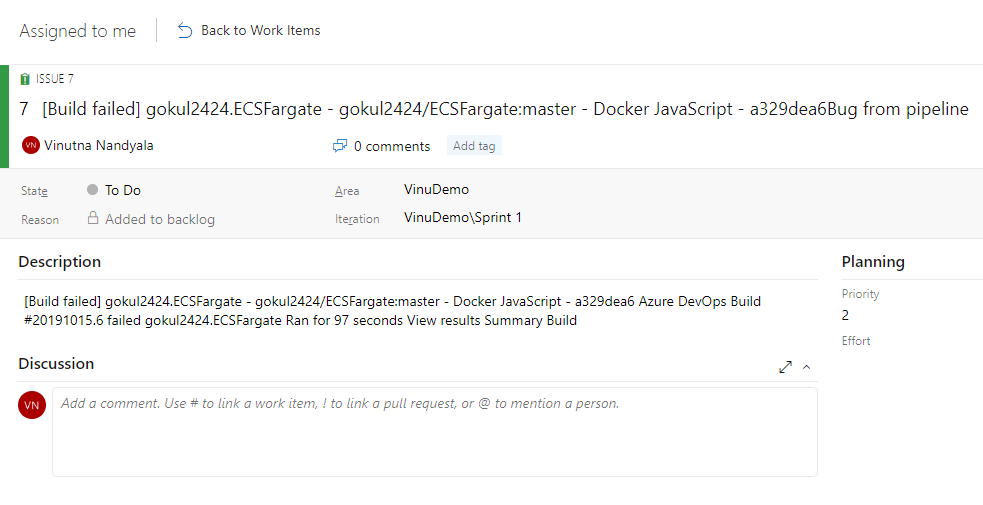 Assigned to me Back to Work Items
ISSUE 7
7 [Build failed] gokul2424.ECSFargate - gokul2424/ECSFargate:master - Docker JavaScript - a329dea6Bug from pipeline
VN Vinutna Nandyala 0 comments Add tag
State To Do Area VinuDemo
Reason Added to backlog Iteration VinuDemo\Sprint 1
Description Planning
[Build failed] gokul2424.ECSFargate - gokul2424/ECSFargate:master - Docker JavaScript - a329dea6 Azure DevOps Build
#20191015.6 failed gokul2424.ECSFargate Ran for 97 seconds View results Summary Build
Priority
2
Effort
Discussion
VN Add a comment. Use # to link a work item, ! to link a pull request, or @ to mention a person.